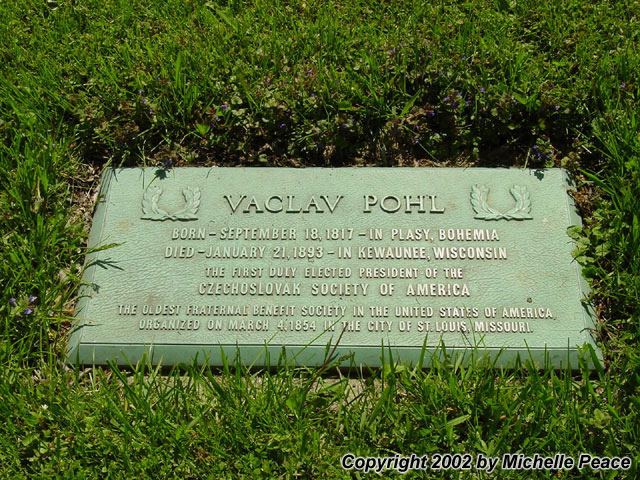 VACLAV POHL
BORN - SEPTEMBER 18, 1817 - IN PLASY, BOHEMIA
DIED - JANUARY 21, 1893 - IN KEWAUNEE, WISCONSIN
THE FIRST DULY ELECTED PRESIDENT OF THE
CZECHOSLOVAK SOCIETY OF AMERICA
THE OLDEST FRATERNAL BENEFIT SOCIETY IN THE UNITED STATES OF AMERICA,
ORGANIZED ON MARCH 4, 1854 IN THE CITY OF ST. LOUIS, MISSOURI.
Copyright 2002 by Michelle Peace